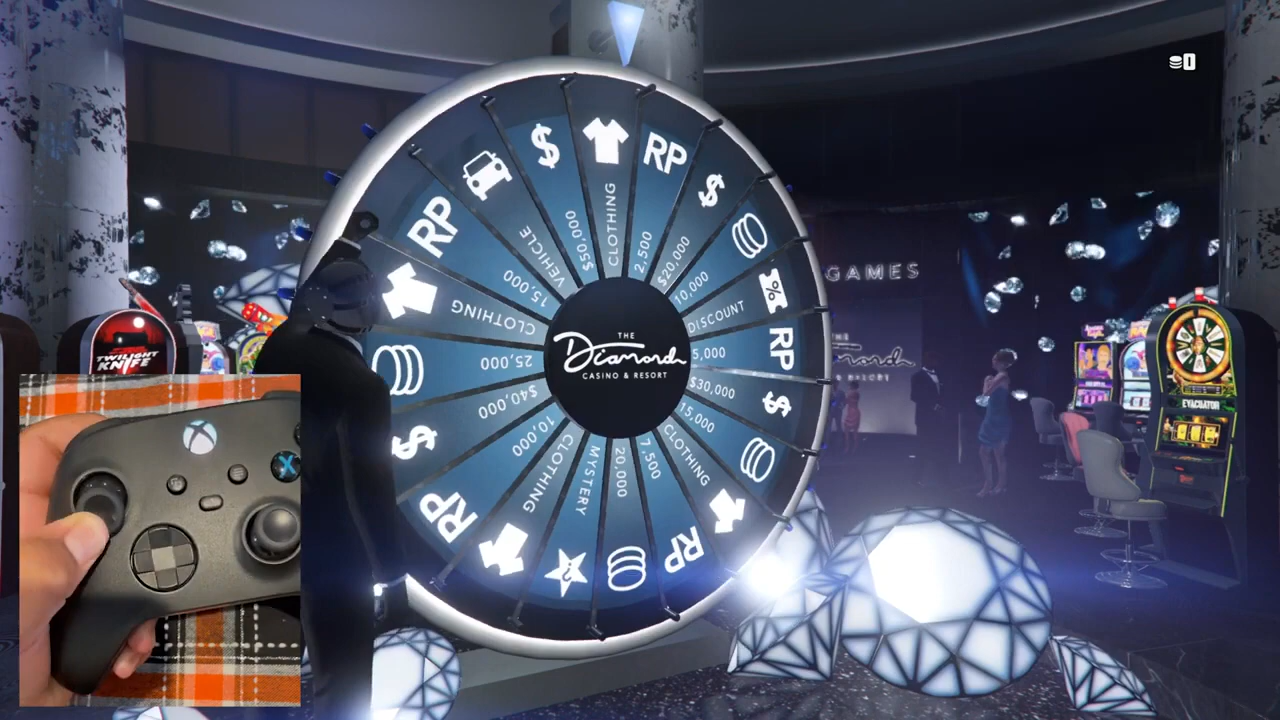 $
RP
$
RP
VEHICLE
$50,000
CLOTHING
2,500
$20,000
10,000
%
DISCOUNT
RP
5,000
$30,000
$
15,000
CLOTHING
RP
7,500
20,000
?
MYSTERY
CLOTHING
RP
10,000
$
$40,000
25,000
CLOTHING
15,000
THE
Diamond
CASINO & RESORT
GAMES
TWILIGHT
KNIFE
EVACUATOR
X
0